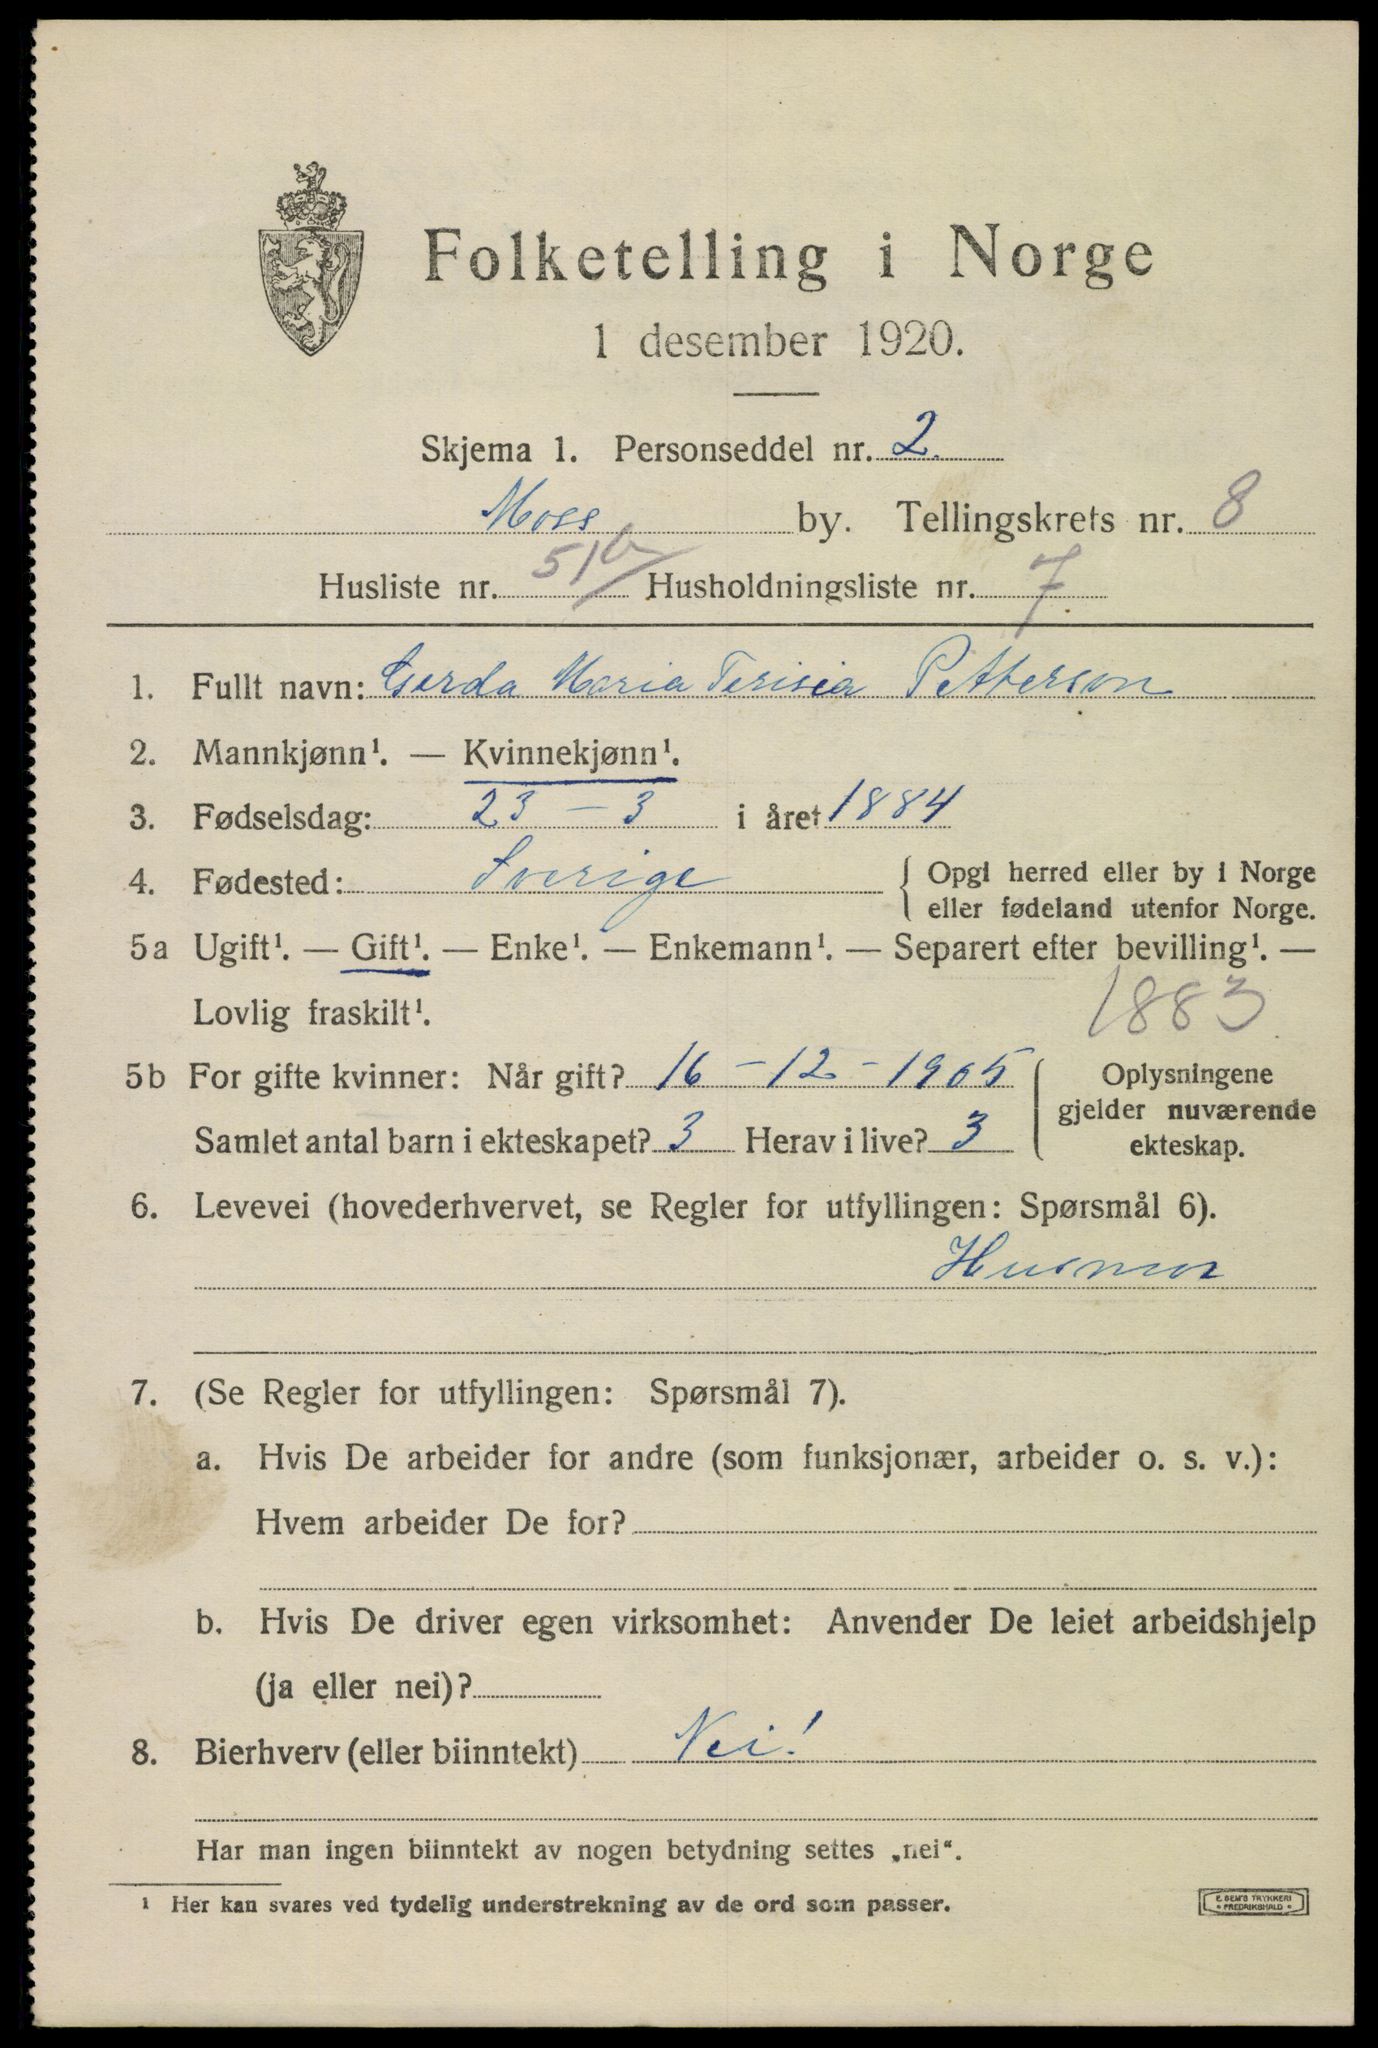 Folketelling i Norge
1 desember 1920.
Skjema 1. Personseddel nr. 2.
Moss by. Tellingskrets nr. 8
Husliste nr. 51b Husholdningsliste nr. 7
1. Fullt navn: Gerda Maria Terisia Petterson
2. Mannkjønn¹. — Kvinnekjønn¹.
3. Fødselsdag: 23 – 3 i året 1884
4. Fødested: Sverige { Opgi herred eller by i Norge
eller fødeland utenfor Norge.
5a Ugift¹. — Gift¹. — Enke¹. — Enkemann¹. — Separert efter bevilling¹. —
Lovlig fraskilt¹. 1883
5b For gifte kvinner: Når gift? 16 – 12 – 1905 { Oplysningene
gjelder nuværende
Samlet antal barn i ekteskapet? 3 Herav i live? 3 ekteskap.
6. Levevei (hovederhvervet, se Regler for utfyllingen: Spørsmål 6).
Husmor
7. (Se Regler for utfyllingen: Spørsmål 7).
a. Hvis De arbeider for andre (som funksjonær, arbeider o. s. v.):
Hvem arbeider De for?
b. Hvis De driver egen virksomhet: Anvender De leiet arbeidshjelp
(ja eller nei)?
8. Bierhverv (eller biinntekt) Nei!
Har man ingen biinntekt av nogen betydning settes „nei“.
¹ Her kan svares ved tydelig understrekning av de ord som passer.
E. SEM'S TRYKKERI
FREDRIKSHALD